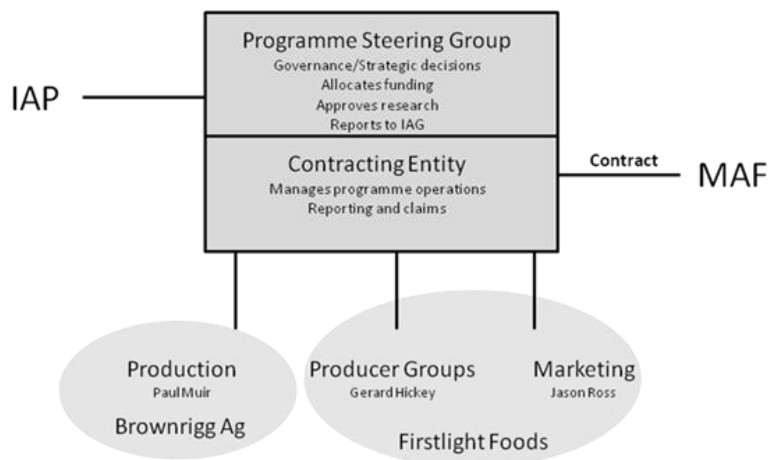 Programme Steering Group
Governance/Strategic decisions
Allocates funding
Approves research
Reports to IAG
IAP
Contracting Entity
Manages programme operations
Reporting and claims
Contract
MAF
Production
Paul Muir
Brownrigg Ag
Producer Groups
Gerard Hickey
Marketing
Jason Ross
Firstlight Foods